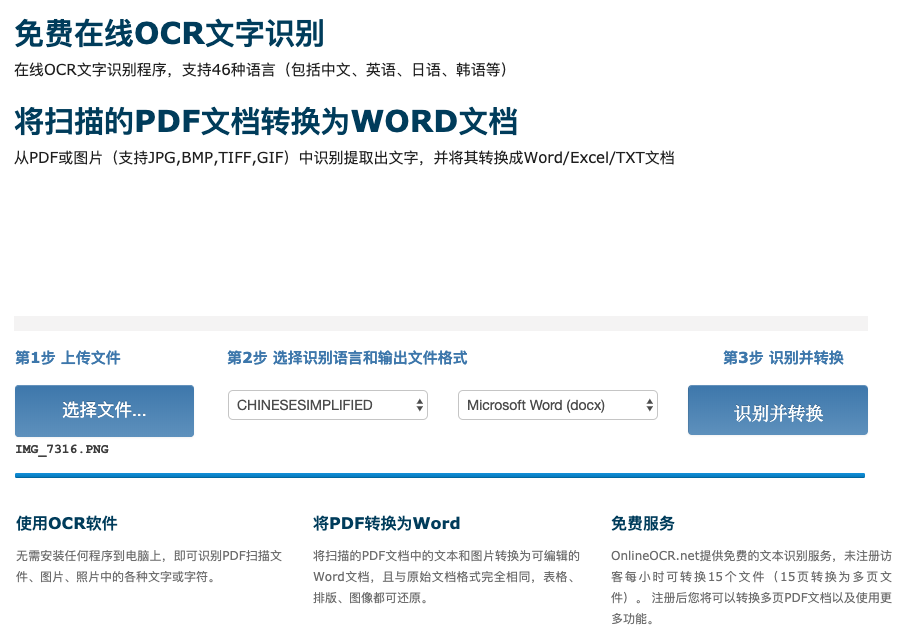 免费在线OCR文字识别
在线OCR文字识别程序，支持46种语言（包括中文、英语、日语、韩语等）
将扫描的PDF文档转换为WORD文档
从PDF或图片（支持JPG,BMP,TIFF,GIF）中识别提取出文字，并将其转换成Word/Excel/TXT文档
第1步 上传文件
第2步 选择识别语言和输出文件格式
第3步 识别并转换
选择文件...
CHINESESIMPLIFIED
Microsoft Word (docx)
识别并转换
IMG_7316.PNG
使用OCR软件
无需安装任何程序到电脑上，即可识别PDF扫描文
件、图片、照片中的各种文字或字符。
将PDF转换为Word
将扫描的PDF文档中的文本和图片转换为可编辑的
Word文档，且与原始文档格式完全相同，表格、
排版、图像都可还原。
免费服务
OnlineOCR.net提供免费的文本识别服务，未注册访
客每小时可转换15个文件（15页转换为多页文
件）。 注册后您将可以转换多页PDF文档以及使用更
多功能。